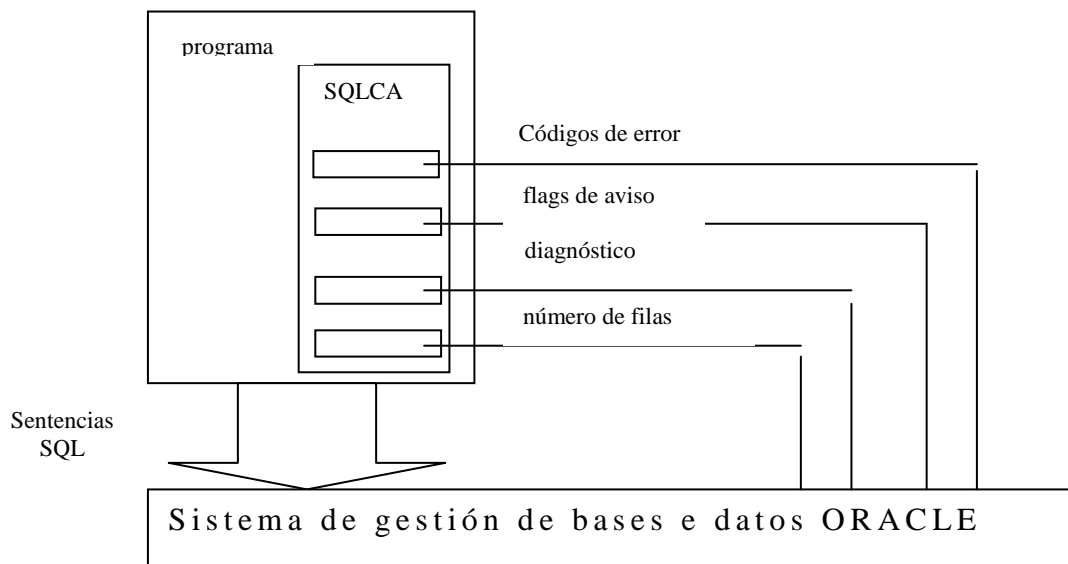 programa
SQLCA
Códigos de error
flags de aviso
diagnóstico
número de filas
Sentencias
SQL
Sistema de gestión de bases e datos ORACLE